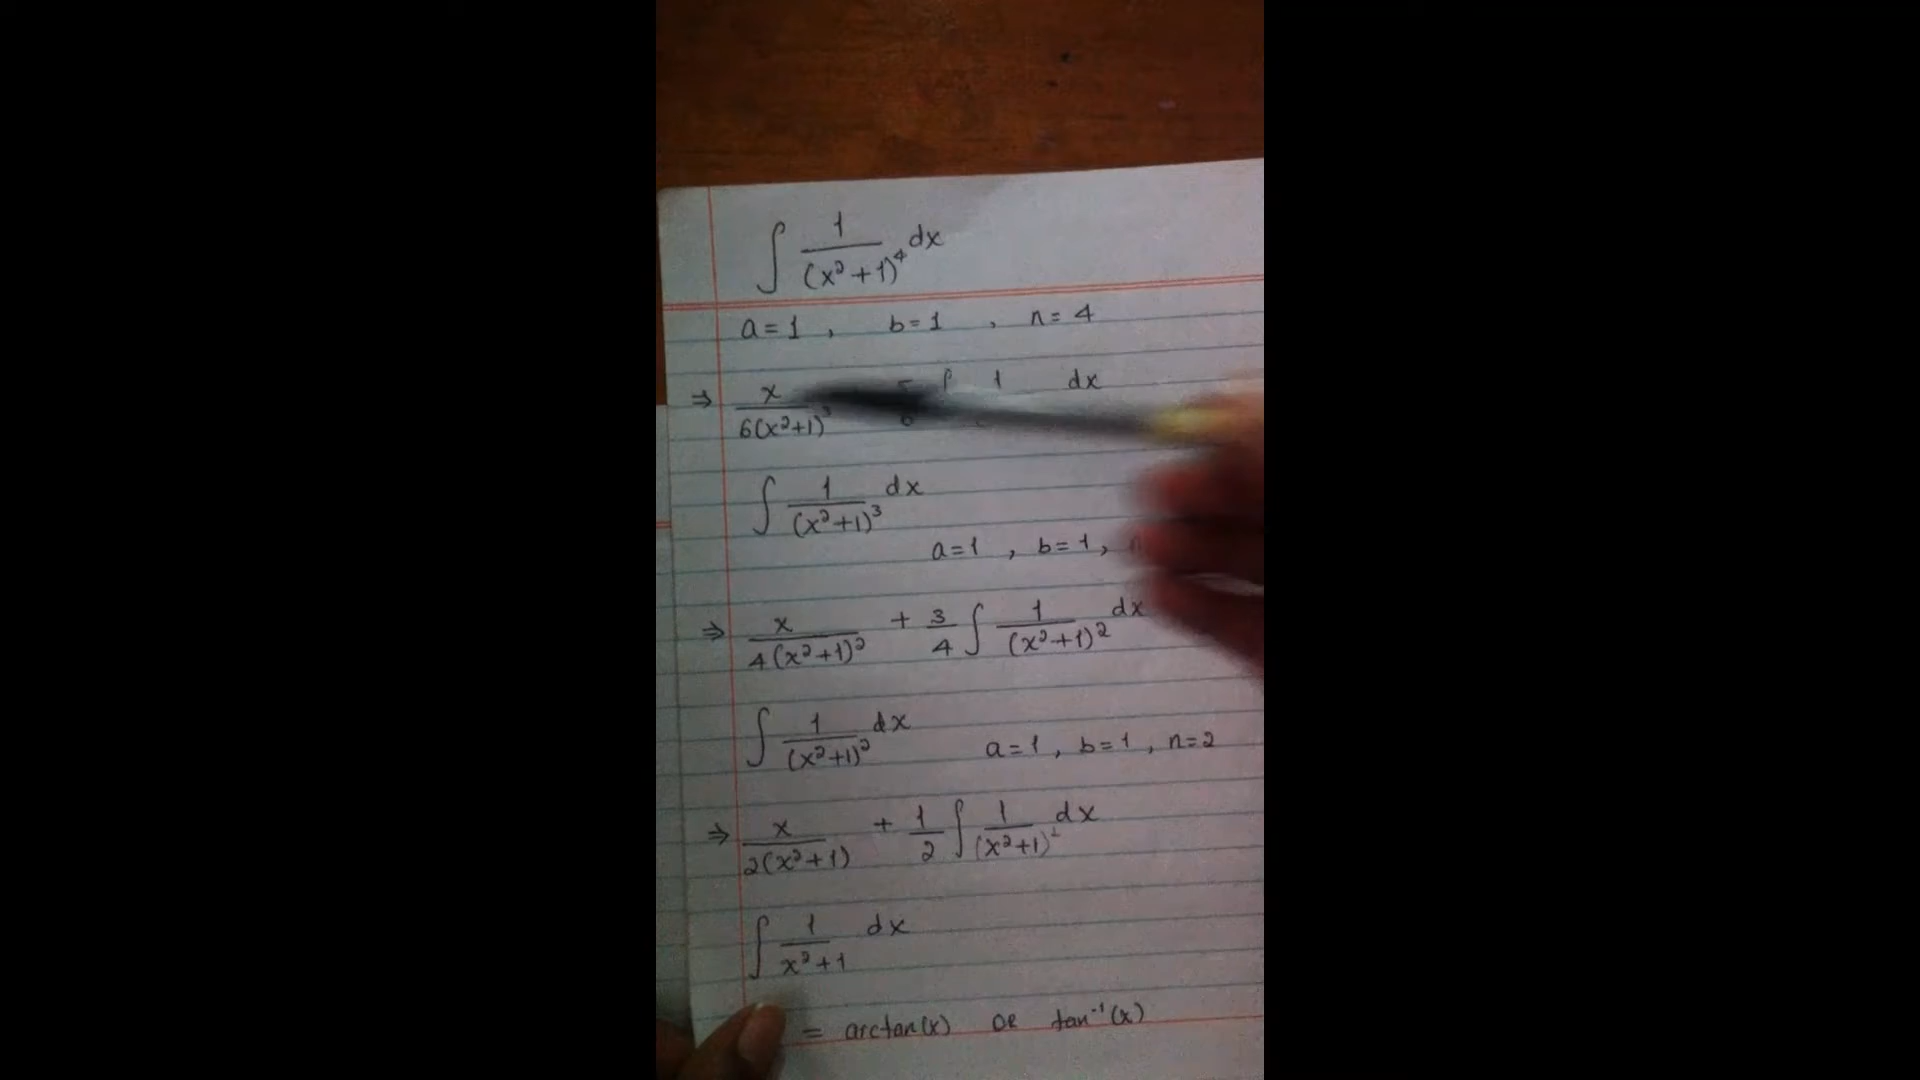 ∫ 1/(x²+1)⁴ dx
a = 1 , b = 1 , n = 4
⇒ x/6(x²+1)³ 1 dx
∫ 1/(x²+1)³ dx
a = 1 , b = 1 ,
⇒ x/4(x²+1)² + 3/4 ∫ 1/(x²+1)² dx
∫ 1/(x²+1)² dx a = 1 , b = 1 , n = 2
⇒ x/2(x²+1) + 1/2 ∫ 1/(x²+1)¹ dx
∫ 1/x²+1 dx
= arctan(x) OR tan⁻¹(x)